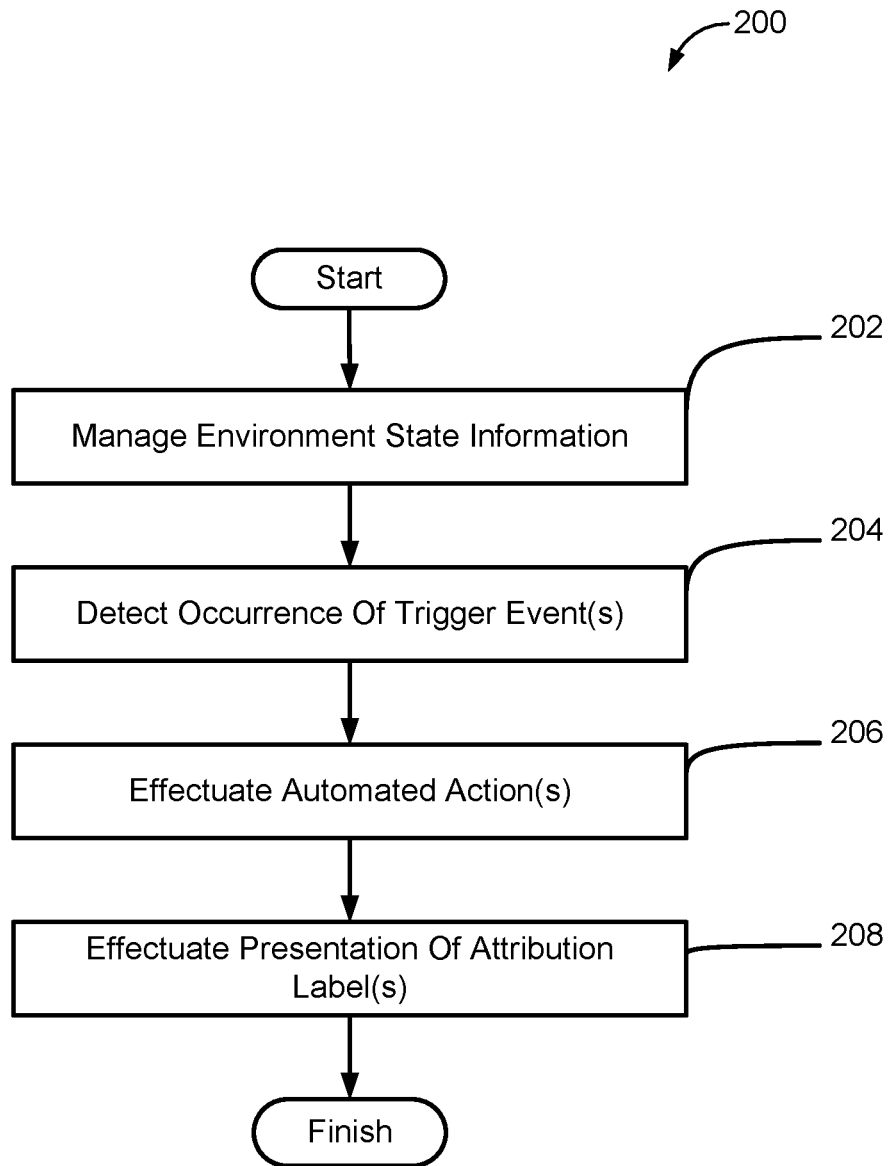 200
Start
202
Manage Environment State Information
204
Detect Occurrence Of Trigger Event(s)
206
Effectuate Automated Action(s)
208
Effectuate Presentation Of Attribution
Label(s)
Finish